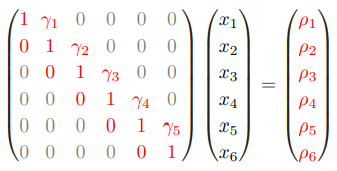 1 γ₁ 0 0 0 0 x₁ ρ₁
0 1 γ₂ 0 0 0 x₂ ρ₂
0 0 1 γ₃ 0 0 x₃ = ρ₃
0 0 0 1 γ₄ 0 x₄ ρ₄
0 0 0 0 1 γ₅ x₅ ρ₅
0 0 0 0 0 1 x₆ ρ₆